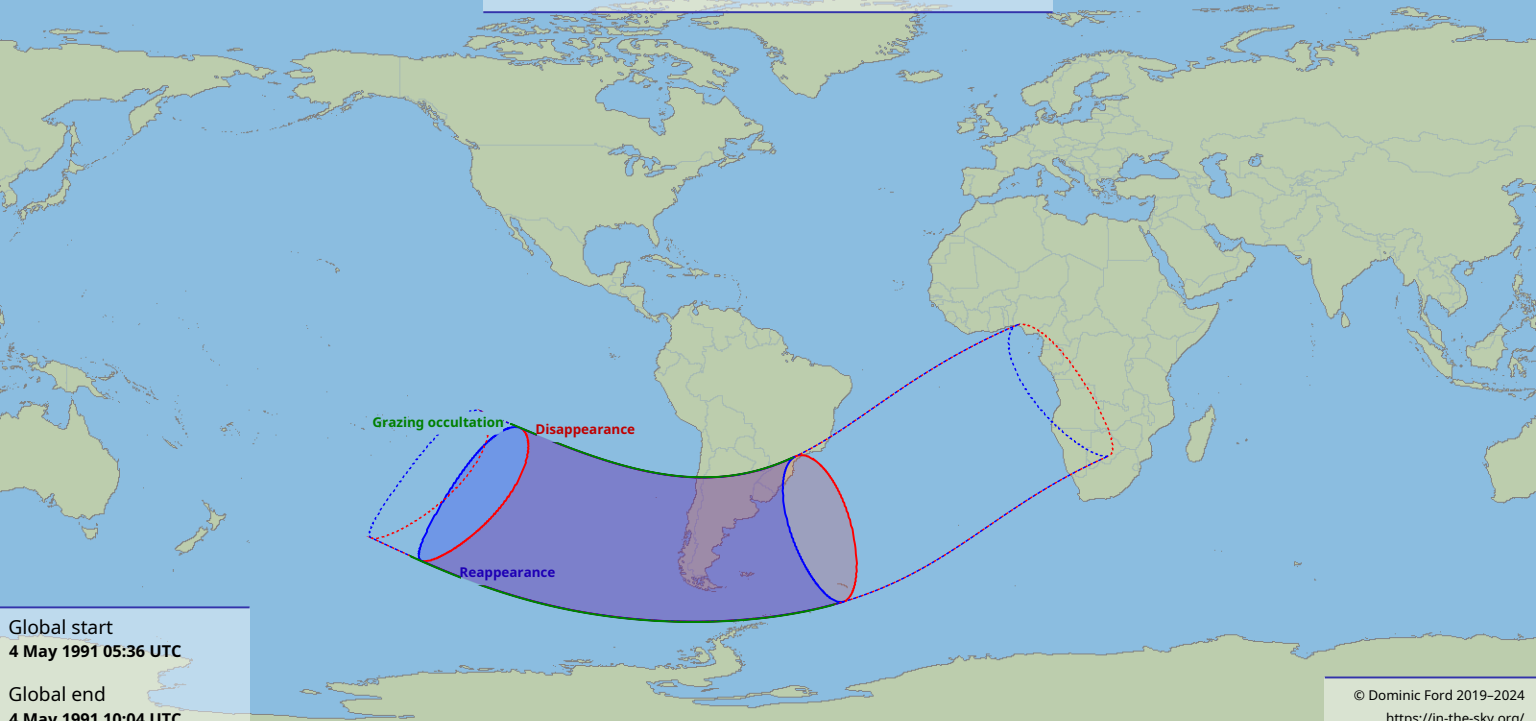 Grazing occultation
Disappearance
Reappearance
Global start
4 May 1991 05:36 UTC
Global end
4 May 1991 10:04 UTC
© Dominic Ford 2019–2024
https://in-the-sky.org/